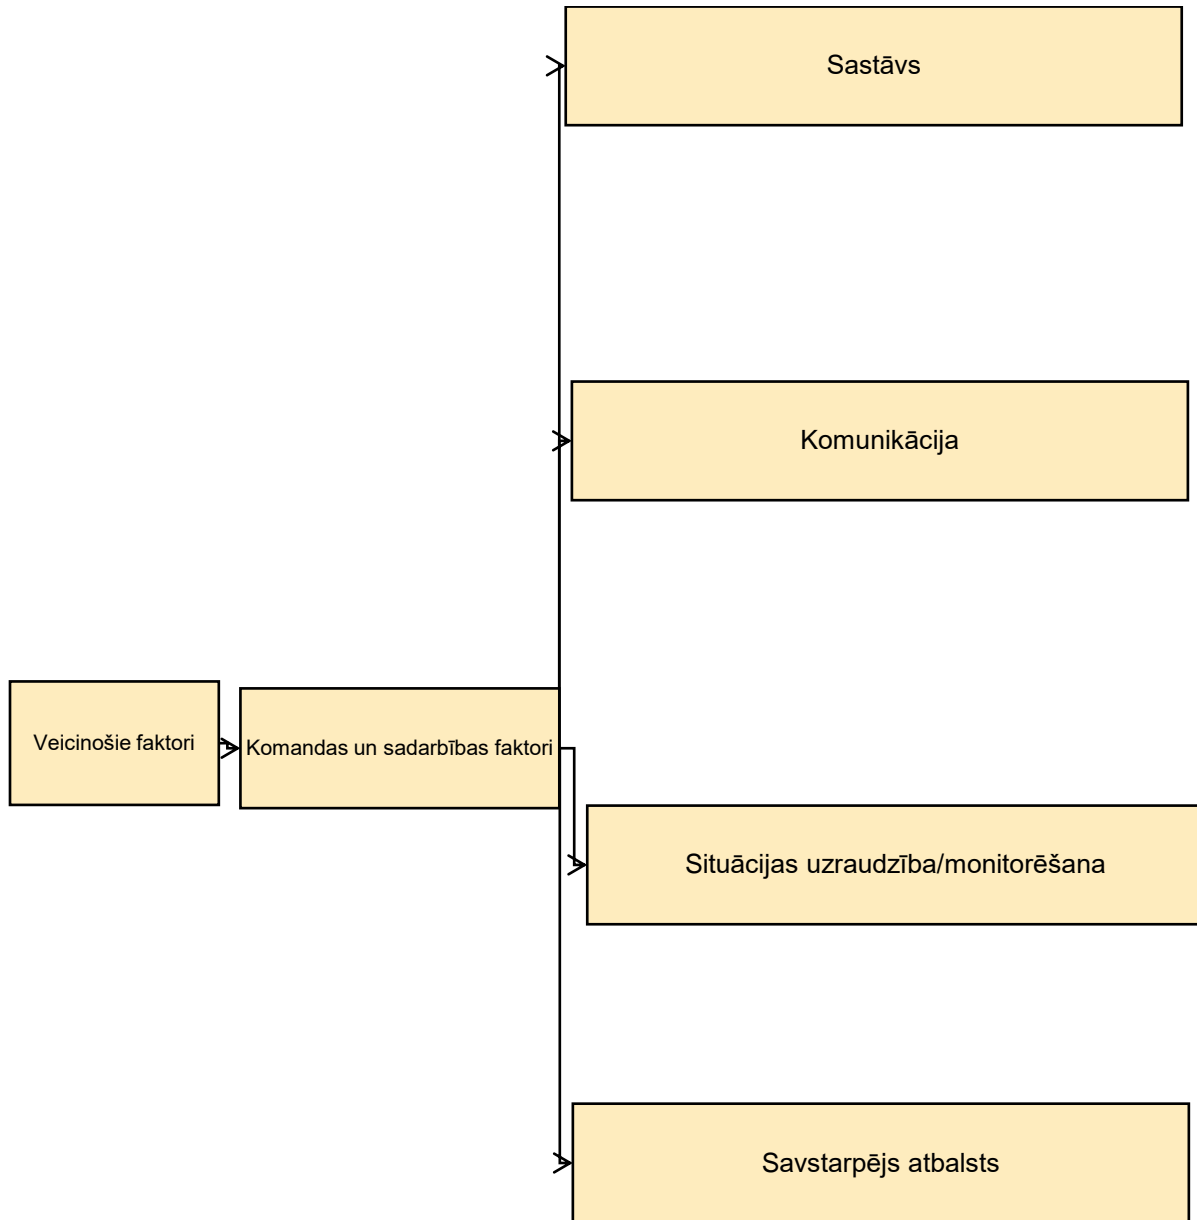 Sastāvs
Komunikācija
Veicinošie faktori
Komandas un sadarbības faktori
Situācijas uzraudzība/monitorēšana
Savstarpējs atbalsts